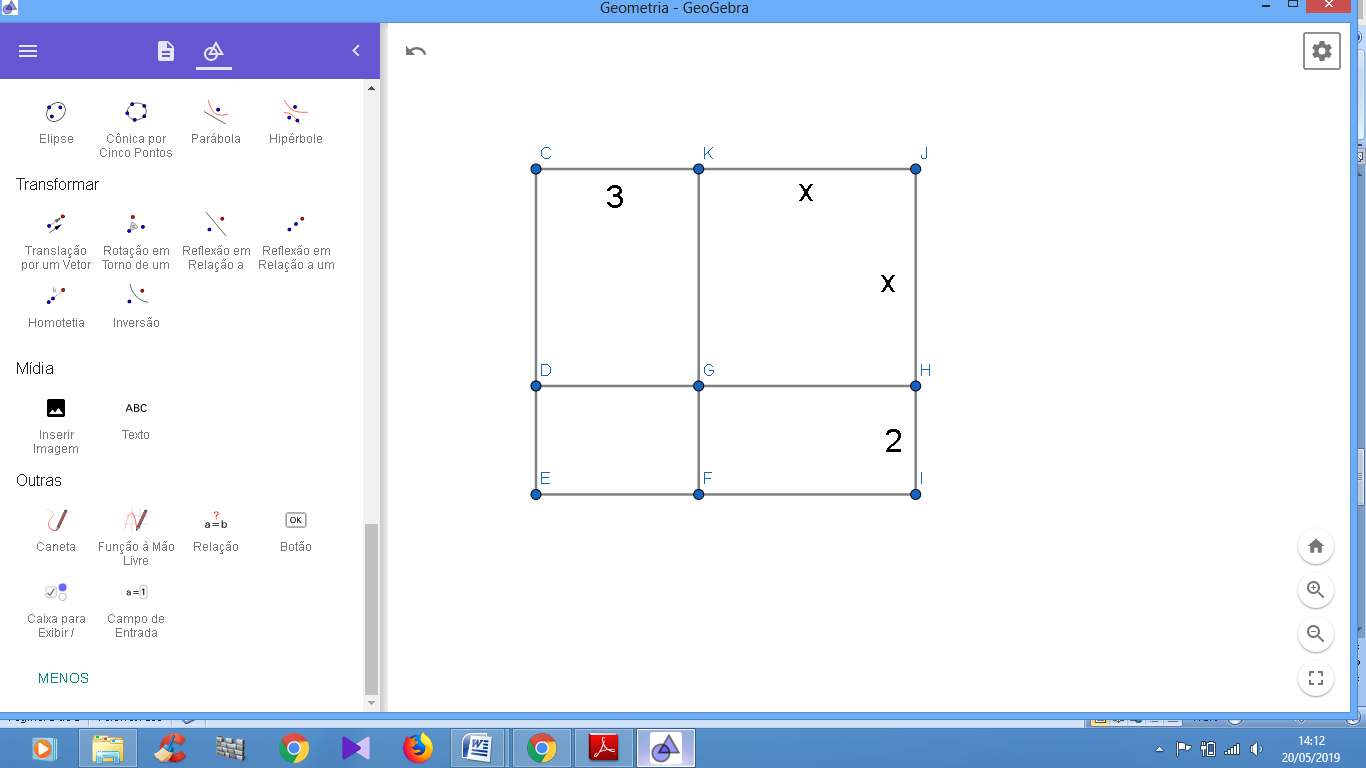 Geometria - GeoGebra
Elipse
Cônica por
Cinco Pontos
Parábola
Hipérbole
Transformar
Translação
por um Vetor
Rotação em
Torno de um
Reflexão em
Relação a
Reflexão em
Relação a um
Homotetia
Inversão
Mídia
ABC
Inserir
Imagem
Texto
Outras
a=b
?
OK
Caneta
Função à Mão
Livre
Relação
Botão
a=1
Caixa para
Exibir /
Campo de
Entrada
MENOS
C
K
J
3
x
x
D
G
H
2
E
F
I
14:12
20/05/2019